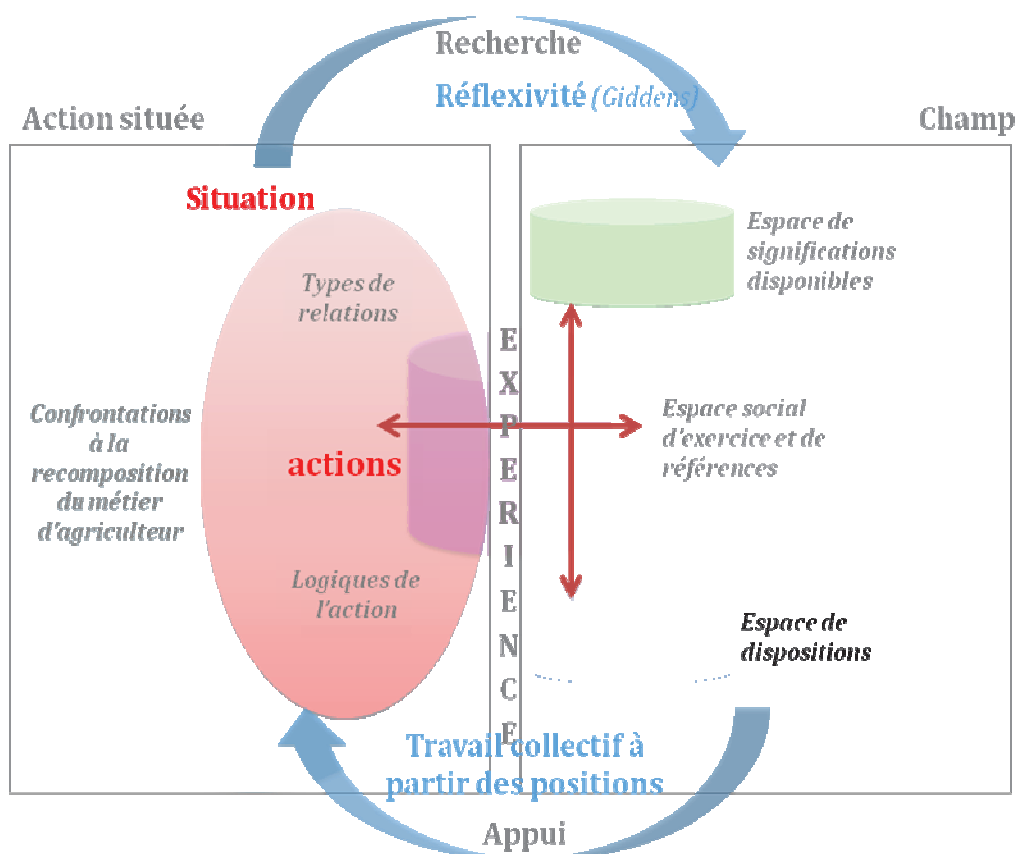 Recherche
Réflexivité (Giddens)
Action située
Champ
Situation
Types de
relations
Confrontations
à la
recomposition
du métier
d'agriculteur
actions
Logiques de
l'action
EXPERIENCE
Espace de
significations
disponibles
Espace social
d'exercice et de
références
Espace de
dispositions
Travail collectif à
partir des positions
Appui